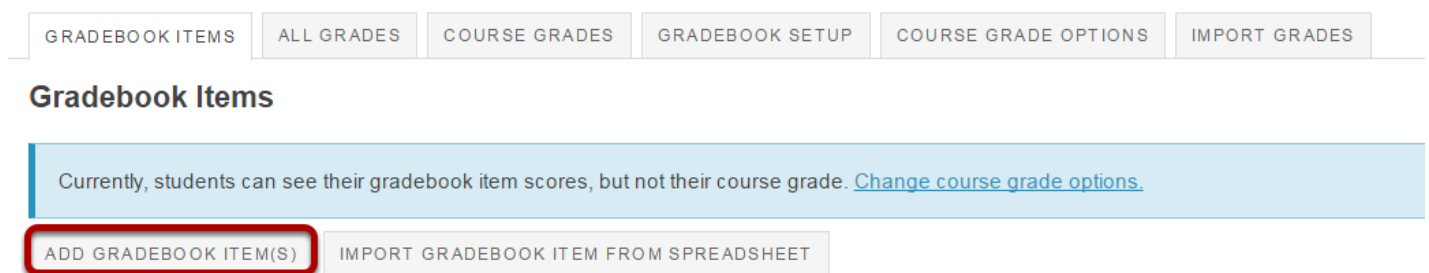 GRADEBOOK ITEMS ALL GRADES COURSE GRADES GRADEBOOK SETUP COURSE GRADE OPTIONS IMPORT GRADES
Gradebook Items
Currently, students can see their gradebook item scores, but not their course grade. Change course grade options.
ADD GRADEBOOK ITEM(S) IMPORT GRADEBOOK ITEM FROM SPREADSHEET